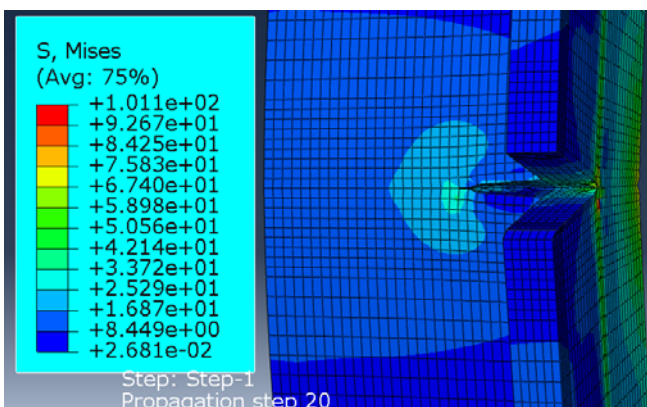 S, Mises
(Avg: 75%)
+1.011e+02
+9.267e+01
+8.425e+01
+7.583e+01
+6.740e+01
+5.898e+01
+5.056e+01
+4.214e+01
+3.372e+01
+2.529e+01
+1.687e+01
+8.449e+00
+2.681e-02
Step: Step-1
Propagation step 20